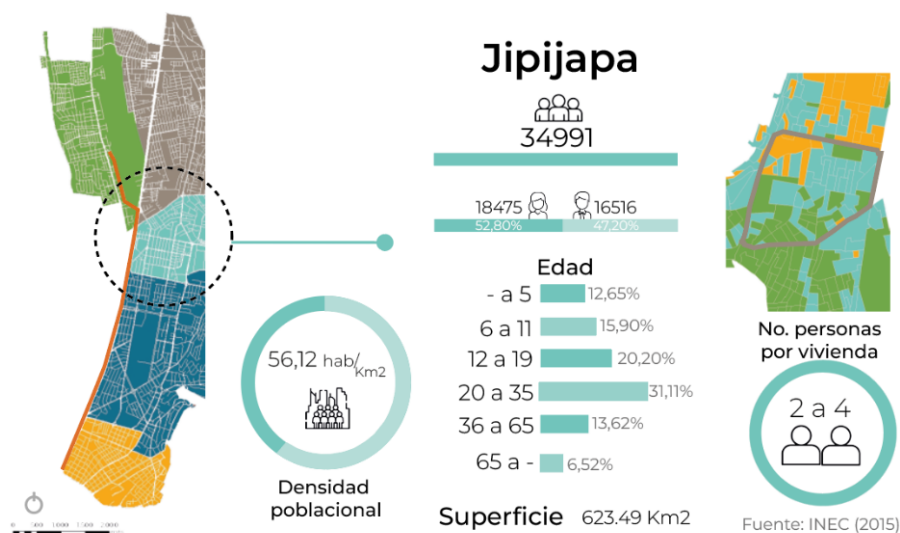 Jipijapa
34991
18475 16516
52,80% 47,20%
Edad
- a 5 12,65%
6 a 11 15,90%
12 a 19 20,20%
20 a 35 31,11%
36 a 65 13,62%
65 a - 6,52%
Superficie 623.49 Km2
56,12 hab/Km2
Densidad
poblacional
No. personas
por vivienda
2 a 4
Fuente: INEC (2015)